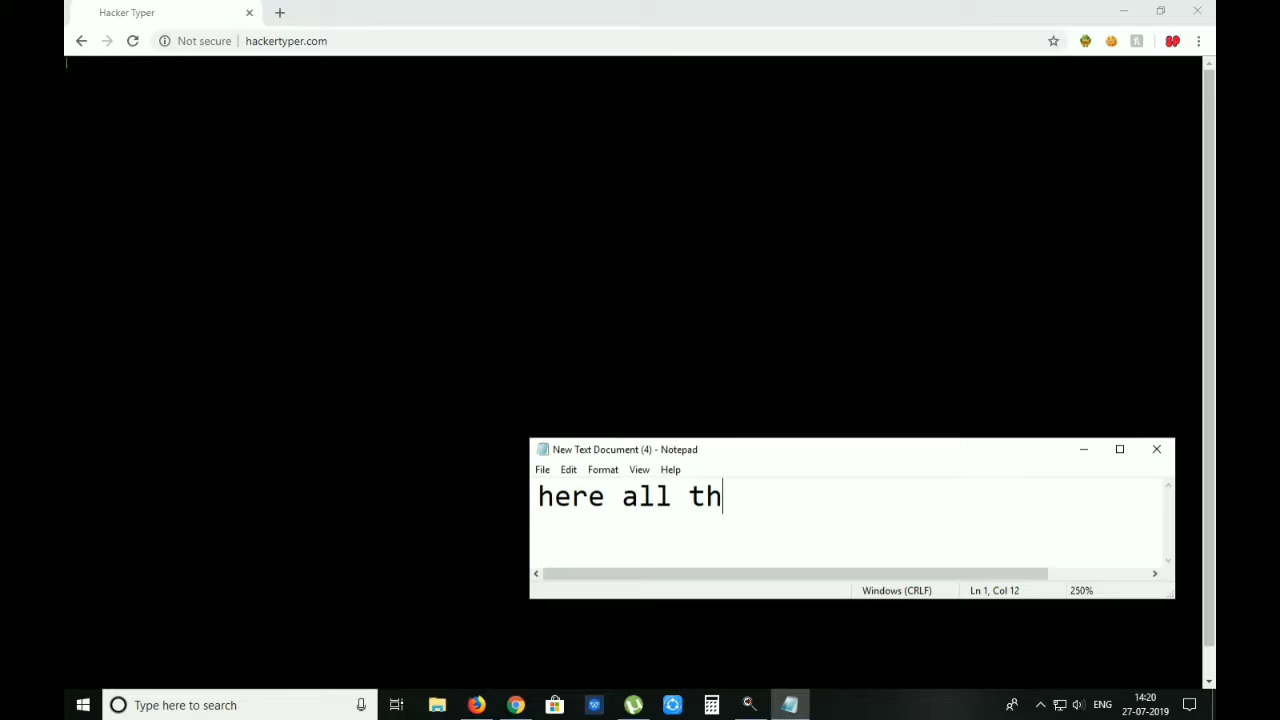 Hacker Typer
Not secure
hackertyper.com
New Text Document (4) - Notepad
File Edit Format View Help
here all th
Windows (CRLF)
Ln 1, Col 12
250%
Type here to search
ENG
14:20
27-07-2019